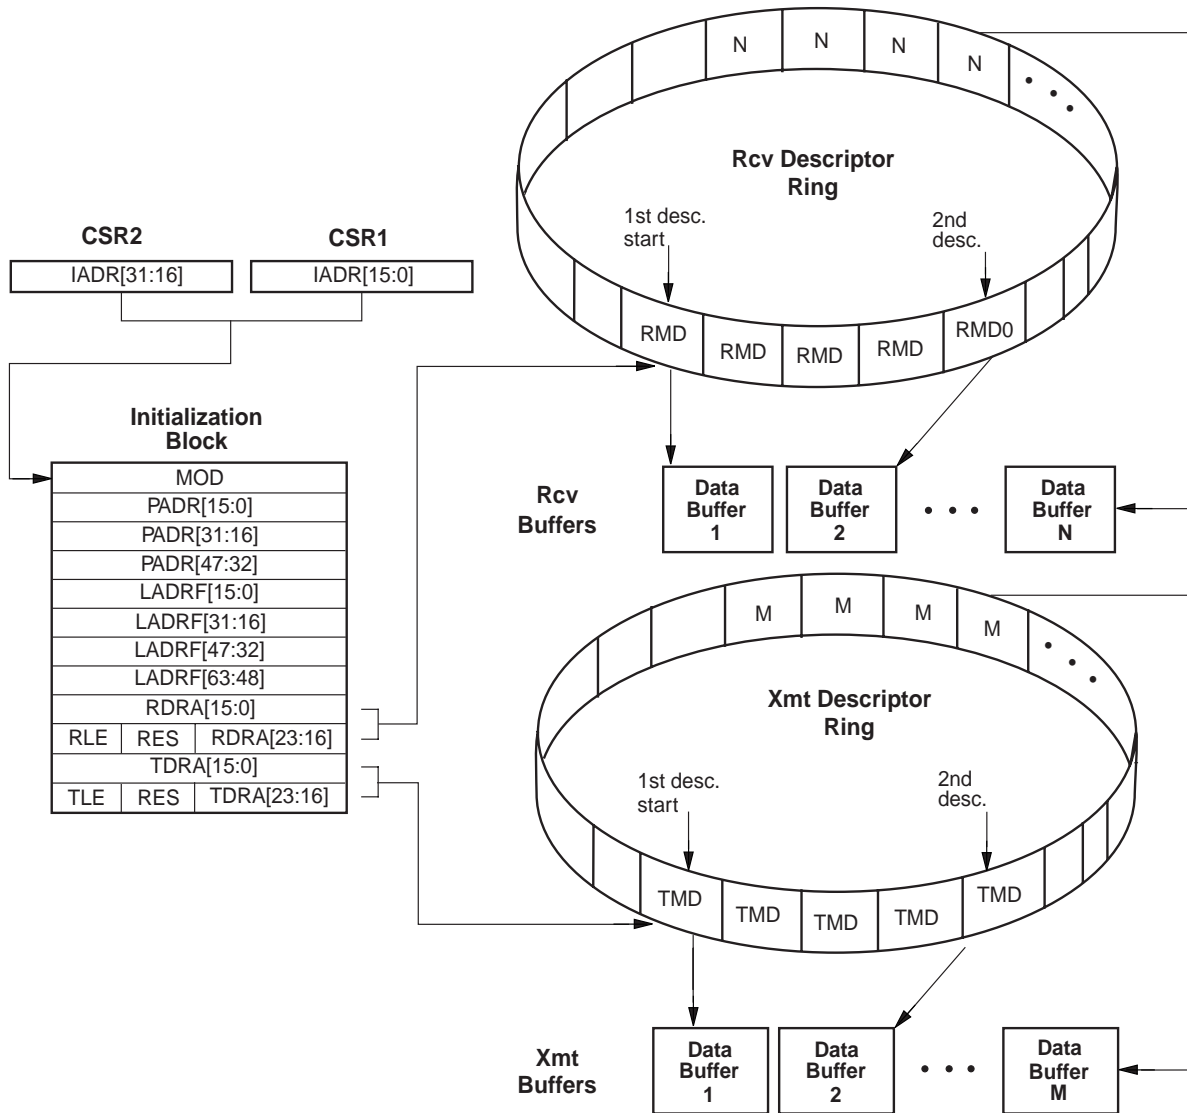 N
N
N
N
Rcv Descriptor
Ring
1st desc.
start
2nd
desc.
RMD
RMD
RMD
RMD
RMD0
CSR2
CSR1
IADR[31:16]
IADR[15:0]
Initialization
Block
MOD
PADR[15:0]
PADR[31:16]
PADR[47:32]
LADRF[15:0]
LADRF[31:16]
LADRF[47:32]
LADRF[63:48]
RDRA[15:0]
RLE RES RDRA[23:16]
TDRA[15:0]
TLE RES TDRA[23:16]
Rcv
Buffers
Data
Buffer
1
Data
Buffer
2
• • •
Data
Buffer
N
M
M
M
M
Xmt Descriptor
Ring
1st desc.
start
2nd
desc.
TMD
TMD
TMD
TMD
TMD
Xmt
Buffers
Data
Buffer
1
Data
Buffer
2
• • •
Data
Buffer
M